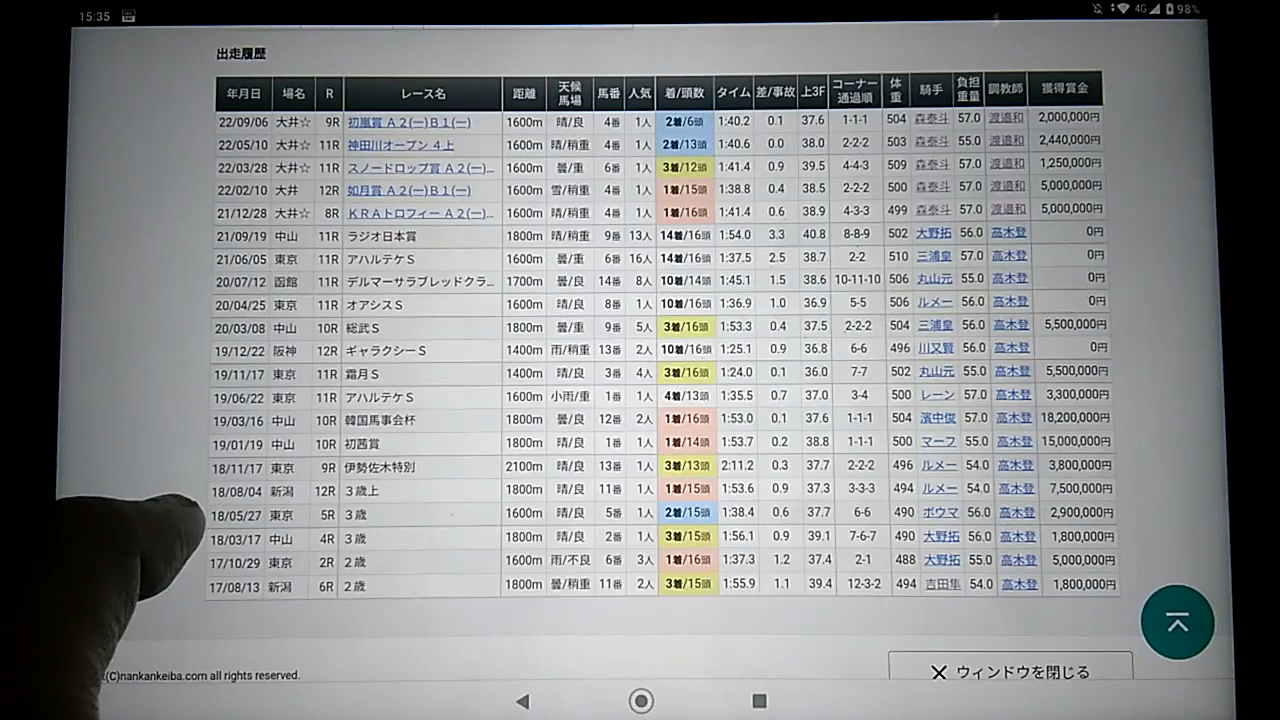 15:35
4G 98%
出走履歴
年月日 場名 R レース名 距離 天候馬場 馬番 人気 着/頭数 タイム 差/事故 上3F コーナー通過順 体重 騎手 負担重量 調教師 獲得賞金
22/09/06 大井☆ 9R 初嵐賞 Ａ２(一)Ｂ１(一) 1600m 晴/良 4番 1人 2着/6頭 1:40.2 0.1 37.6 1-1-1 504 森泰斗 57.0 渡邉和 2,000,000円
22/05/10 大井☆ 11R 神田川オープン ４上 1600m 晴/稍重 4番 1人 2着/13頭 1:40.6 0.0 38.0 2-2-2 503 森泰斗 55.0 渡邉和 2,440,000円
22/03/28 大井☆ 11R スノードロップ賞 Ａ２(一)... 1600m 曇/重 6番 1人 3着/12頭 1:41.4 0.9 39.5 4-4-3 509 森泰斗 57.0 渡邉和 1,250,000円
22/02/10 大井 12R 如月賞 Ａ２(一)Ｂ１(一) 1600m 雪/稍重 4番 1人 1着/15頭 1:38.8 0.4 38.5 2-2-2 500 森泰斗 57.0 渡邉和 5,000,000円
21/12/28 大井☆ 8R ＫＲＡトロフィー Ａ２(一)... 1600m 晴/稍重 4番 1人 1着/16頭 1:41.4 0.6 38.9 4-3-3 499 森泰斗 57.0 渡邉和 5,000,000円
21/09/19 中山 11R ラジオ日本賞 1800m 晴/稍重 9番 13人 14着/16頭 1:54.0 3.3 40.8 8-8-9 502 大野拓 56.0 高木登 0円
21/06/05 東京 11R アハルテケＳ 1600m 曇/重 6番 16人 14着/16頭 1:37.5 2.5 38.7 2-2 510 三浦皇 57.0 高木登 0円
20/07/12 函館 11R デルマーサラブレッドクラ... 1700m 曇/良 14番 8人 10着/14頭 1:45.1 1.5 38.6 10-11-10 506 丸山元 55.0 高木登 0円
20/04/25 東京 11R オアシスＳ 1600m 晴/良 8番 1人 10着/16頭 1:36.9 1.0 36.9 5-5 506 ルメー 56.0 高木登 0円
20/03/08 中山 10R 総武Ｓ 1800m 曇/重 9番 5人 3着/16頭 1:53.3 0.4 37.5 2-2-2 504 三浦皇 56.0 高木登 5,500,000円
19/12/22 阪神 12R ギャラクシーＳ 1400m 雨/稍重 13番 2人 10着/16頭 1:25.1 0.9 36.8 6-6 496 川又賢 56.0 高木登 0円
19/11/17 東京 11R 霜月Ｓ 1400m 晴/良 3番 4人 3着/16頭 1:24.0 0.1 36.0 7-7 502 丸山元 55.0 高木登 5,500,000円
19/06/22 東京 11R アハルテケＳ 1600m 小雨/重 1番 1人 4着/13頭 1:35.5 0.7 37.0 3-4 500 レーン 57.0 高木登 3,300,000円
19/03/16 中山 10R 韓国馬事会杯 1800m 曇/良 12番 2人 1着/16頭 1:53.0 0.1 37.6 1-1-1 504 濱中俊 57.0 高木登 18,200,000円
19/01/19 中山 10R 初茜賞 1800m 晴/良 1番 1人 1着/14頭 1:53.7 0.2 38.8 1-1-1 500 マーフ 55.0 高木登 15,000,000円
18/11/17 東京 9R 伊勢佐木特別 2100m 晴/良 13番 1人 3着/13頭 2:11.2 0.3 37.7 2-2-2 496 ルメー 54.0 高木登 3,800,000円
18/08/04 新潟 12R ３歳上 1800m 晴/良 11番 1人 1着/15頭 1:53.6 0.9 37.3 3-3-3 494 ルメー 54.0 高木登 7,500,000円
18/05/27 東京 5R ３歳 1600m 晴/良 5番 1人 2着/15頭 1:38.4 0.6 37.7 6-6 490 ボウマ 56.0 高木登 2,900,000円
18/03/17 中山 4R ３歳 1800m 晴/良 2番 1人 3着/15頭 1:56.1 0.9 39.1 7-6-7 490 大野拓 56.0 高木登 1,800,000円
17/10/29 東京 2R ２歳 1600m 雨/不良 6番 3人 1着/16頭 1:37.3 1.2 37.4 2-1 488 大野拓 55.0 高木登 5,000,000円
17/08/13 新潟 6R ２歳 1800m 曇/稍重 11番 2人 3着/15頭 1:55.9 1.1 39.4 12-3-2 494 吉田隼 54.0 高木登 1,800,000円
(C)nankankeiba.com all rights reserved.
ウィンドウを閉じる